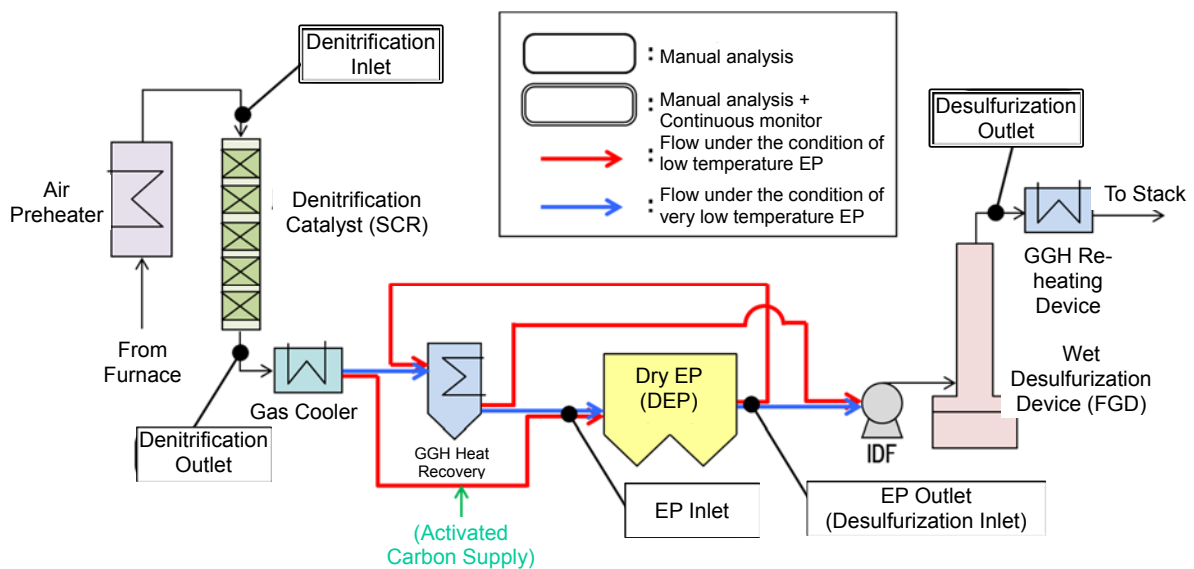 Denitrification
Inlet
: Manual analysis
: Manual analysis +
Continuous monitor
: Flow under the condition of
low temperature EP
: Flow under the condition of
very low temperature EP
Desulfurization
Outlet
Air
Preheater
Denitrification
Catalyst (SCR)
To Stack
GGH Re-
heating
Device
From
Furnace
Gas Cooler
Denitrification
Outlet
GGH Heat
Recovery
Dry EP
(DEP)
IDF
Wet
Desulfurization
Device (FGD)
EP Inlet
EP Outlet
(Desulfurization Inlet)
(Activated
Carbon Supply)